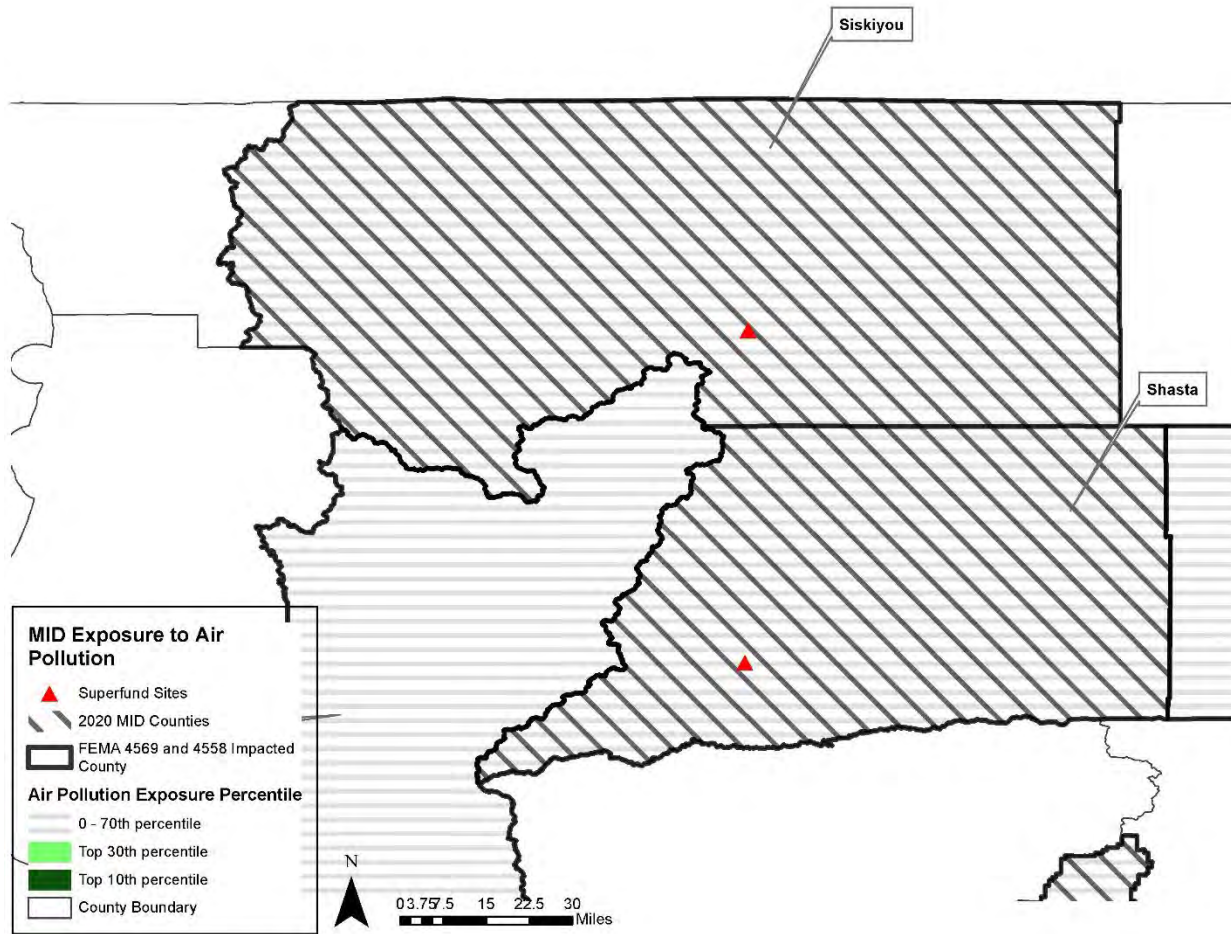 Siskiyou
Shasta
MID Exposure to Air
Pollution
Superfund Sites
2020 MID Counties
FEMA 4569 and 4558 Impacted
County
Air Pollution Exposure Percentile
0 - 70th percentile
Top 30th percentile
Top 10th percentile
County Boundary
N
0 3.75 7.5 15 22.5 30
Miles